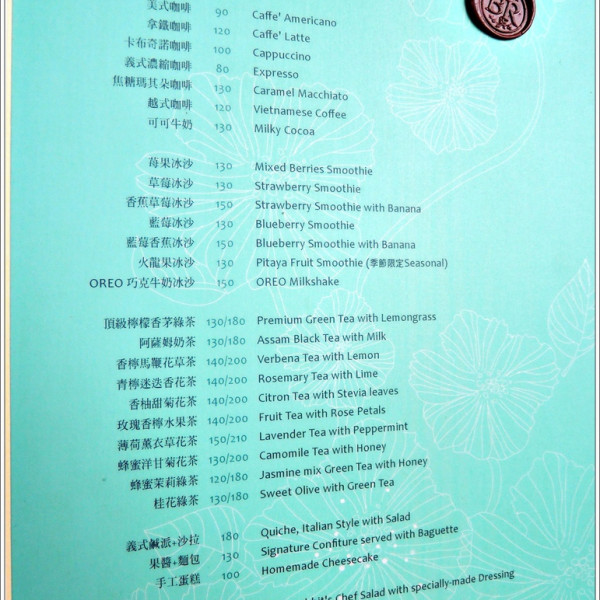 美式咖啡 90 Caffe' Americano
拿鐵咖啡 120 Caffe' Latte
卡布奇諾咖啡 100 Cappuccino
義式濃縮咖啡 80 Expresso
焦糖瑪其朵咖啡 130 Caramel Macchiato
越式咖啡 120 Vietnamese Coffee
可可牛奶 130 Milky Cocoa
莓果冰沙 130 Mixed Berries Smoothie
草莓冰沙 130 Strawberry Smoothie
香蕉草莓冰沙 150 Strawberry Smoothie with Banana
藍莓冰沙 130 Blueberry Smoothie
藍莓香蕉冰沙 150 Blueberry Smoothie with Banana
火龍果冰沙 130 Pitaya Fruit Smoothie (季節限定Seasonal)
OREO 巧克牛奶冰沙 150 OREO Milkshake
頂級檸檬香茅綠茶 130/180 Premium Green Tea with Lemongrass
阿薩姆奶茶 130/180 Assam Black Tea with Milk
香檸馬鞭花草茶 140/200 Verbena Tea with Lemon
青檸迷迭香花茶 140/200 Rosemary Tea with Lime
香柚甜菊花茶 140/200 Citron Tea with Stevia leaves
玫瑰香檸水果茶 140/200 Fruit Tea with Rose Petals
薄荷薰衣草花茶 150/210 Lavender Tea with Peppermint
蜂蜜洋甘菊花茶 130/200 Camomile Tea with Honey
蜂蜜茉莉綠茶 120/180 Jasmine mix Green Tea with Honey
桂花綠茶 130/180 Sweet Olive with Green Tea
義式鹹派+沙拉 180 Quiche, Italian Style with Salad
果醬+麵包 130 Signature Confiture served with Baguette
手工蛋糕 100 Homemade Cheesecake
Chef Salad with specially-made Dressing